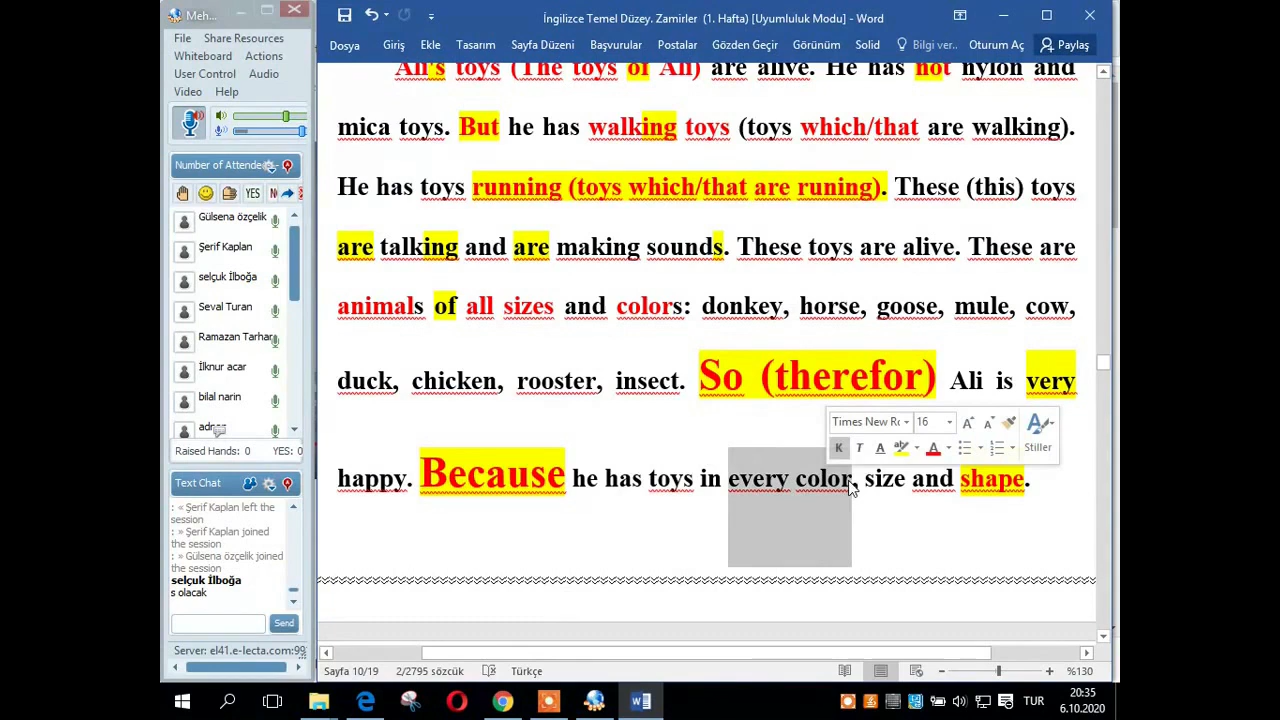 Meh...
File Share Resources
Whiteboard Actions
User Control Audio
Video Help
Number of Attende
YES
Gülsena özçelik
Şerif Kaplan
selçuk İlboğa
Seval Turan
Ramazan Tarhar
İlknur acar
bilal narin
Raised Hands: 0 YES: 0
Text Chat
: » Şerif Kaplan left the session
: » Şerif Kaplan joined the session
: » Gülsena özçelik joined the session
selçuk İlboğa
s olacak
Send
Server: el41.e-lecta.com:99
İngilizce Temel Düzey. Zamirler (1. Hafta) [Uyumluluk Modu] - Word
Dosya Giriş Ekle Tasarım Sayfa Düzeni Başvurular Postalar Gözden Geçir Görünüm Solid Bilgi ver.. Oturum Aç Paylaş
Ali's toys (The toys of Ali) are alive. He has not nylon and
mica toys. But he has walking toys (toys which/that are walking).
He has toys running (toys which/that are runing). These (this) toys
are talking and are making sounds. These toys are alive. These are
animals of all sizes and colors: donkey, horse, goose, mule, cow,
duck, chicken, rooster, insect. So (therefor) Ali is very
Times New Ro 16
K T A Stiller
happy. Because he has toys in every color, size and shape.
Sayfa 10/19 2/2795 sözcük Türkçe %130
TUR
20:35
6.10.2020